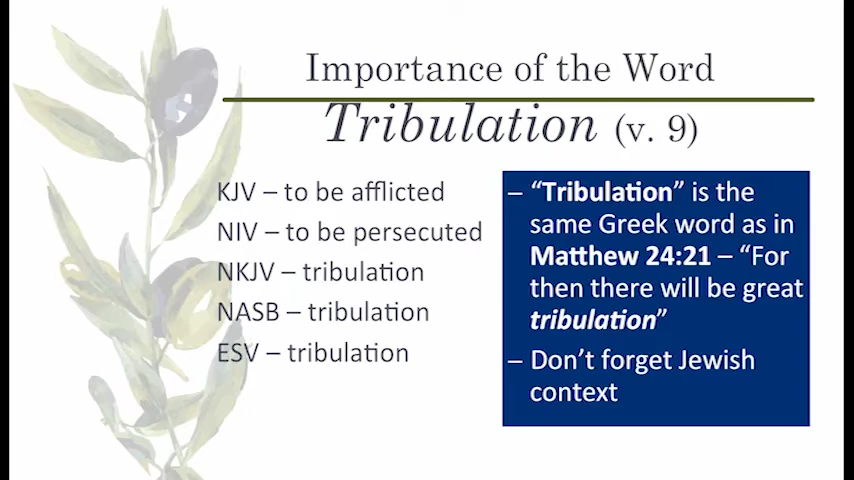 Importance of the Word
Tribulation (v. 9)
KJV – to be afflicted
NIV – to be persecuted
NKJV – tribulation
NASB – tribulation
ESV – tribulation
– “Tribulation” is the
same Greek word as in
Matthew 24:21 – “For
then there will be great
tribulation”
– Don’t forget Jewish
context